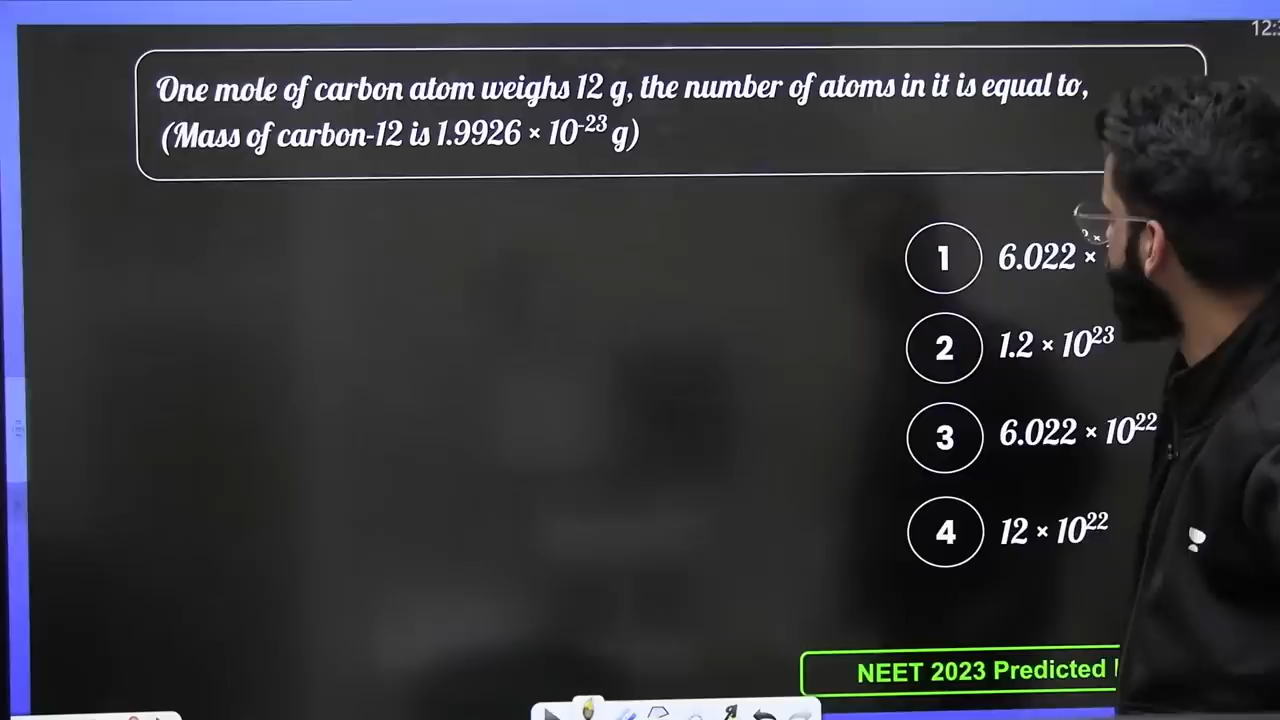 12:3
One mole of carbon atom weighs 12 g, the number of atoms in it is equal to,
(Mass of carbon-12 is 1.9926 × 10⁻²³ g)
1 6.022 ×
2 1.2 × 10²³
3 6.022 × 10²²
4 12 × 10²²
NEET 2023 Predicted